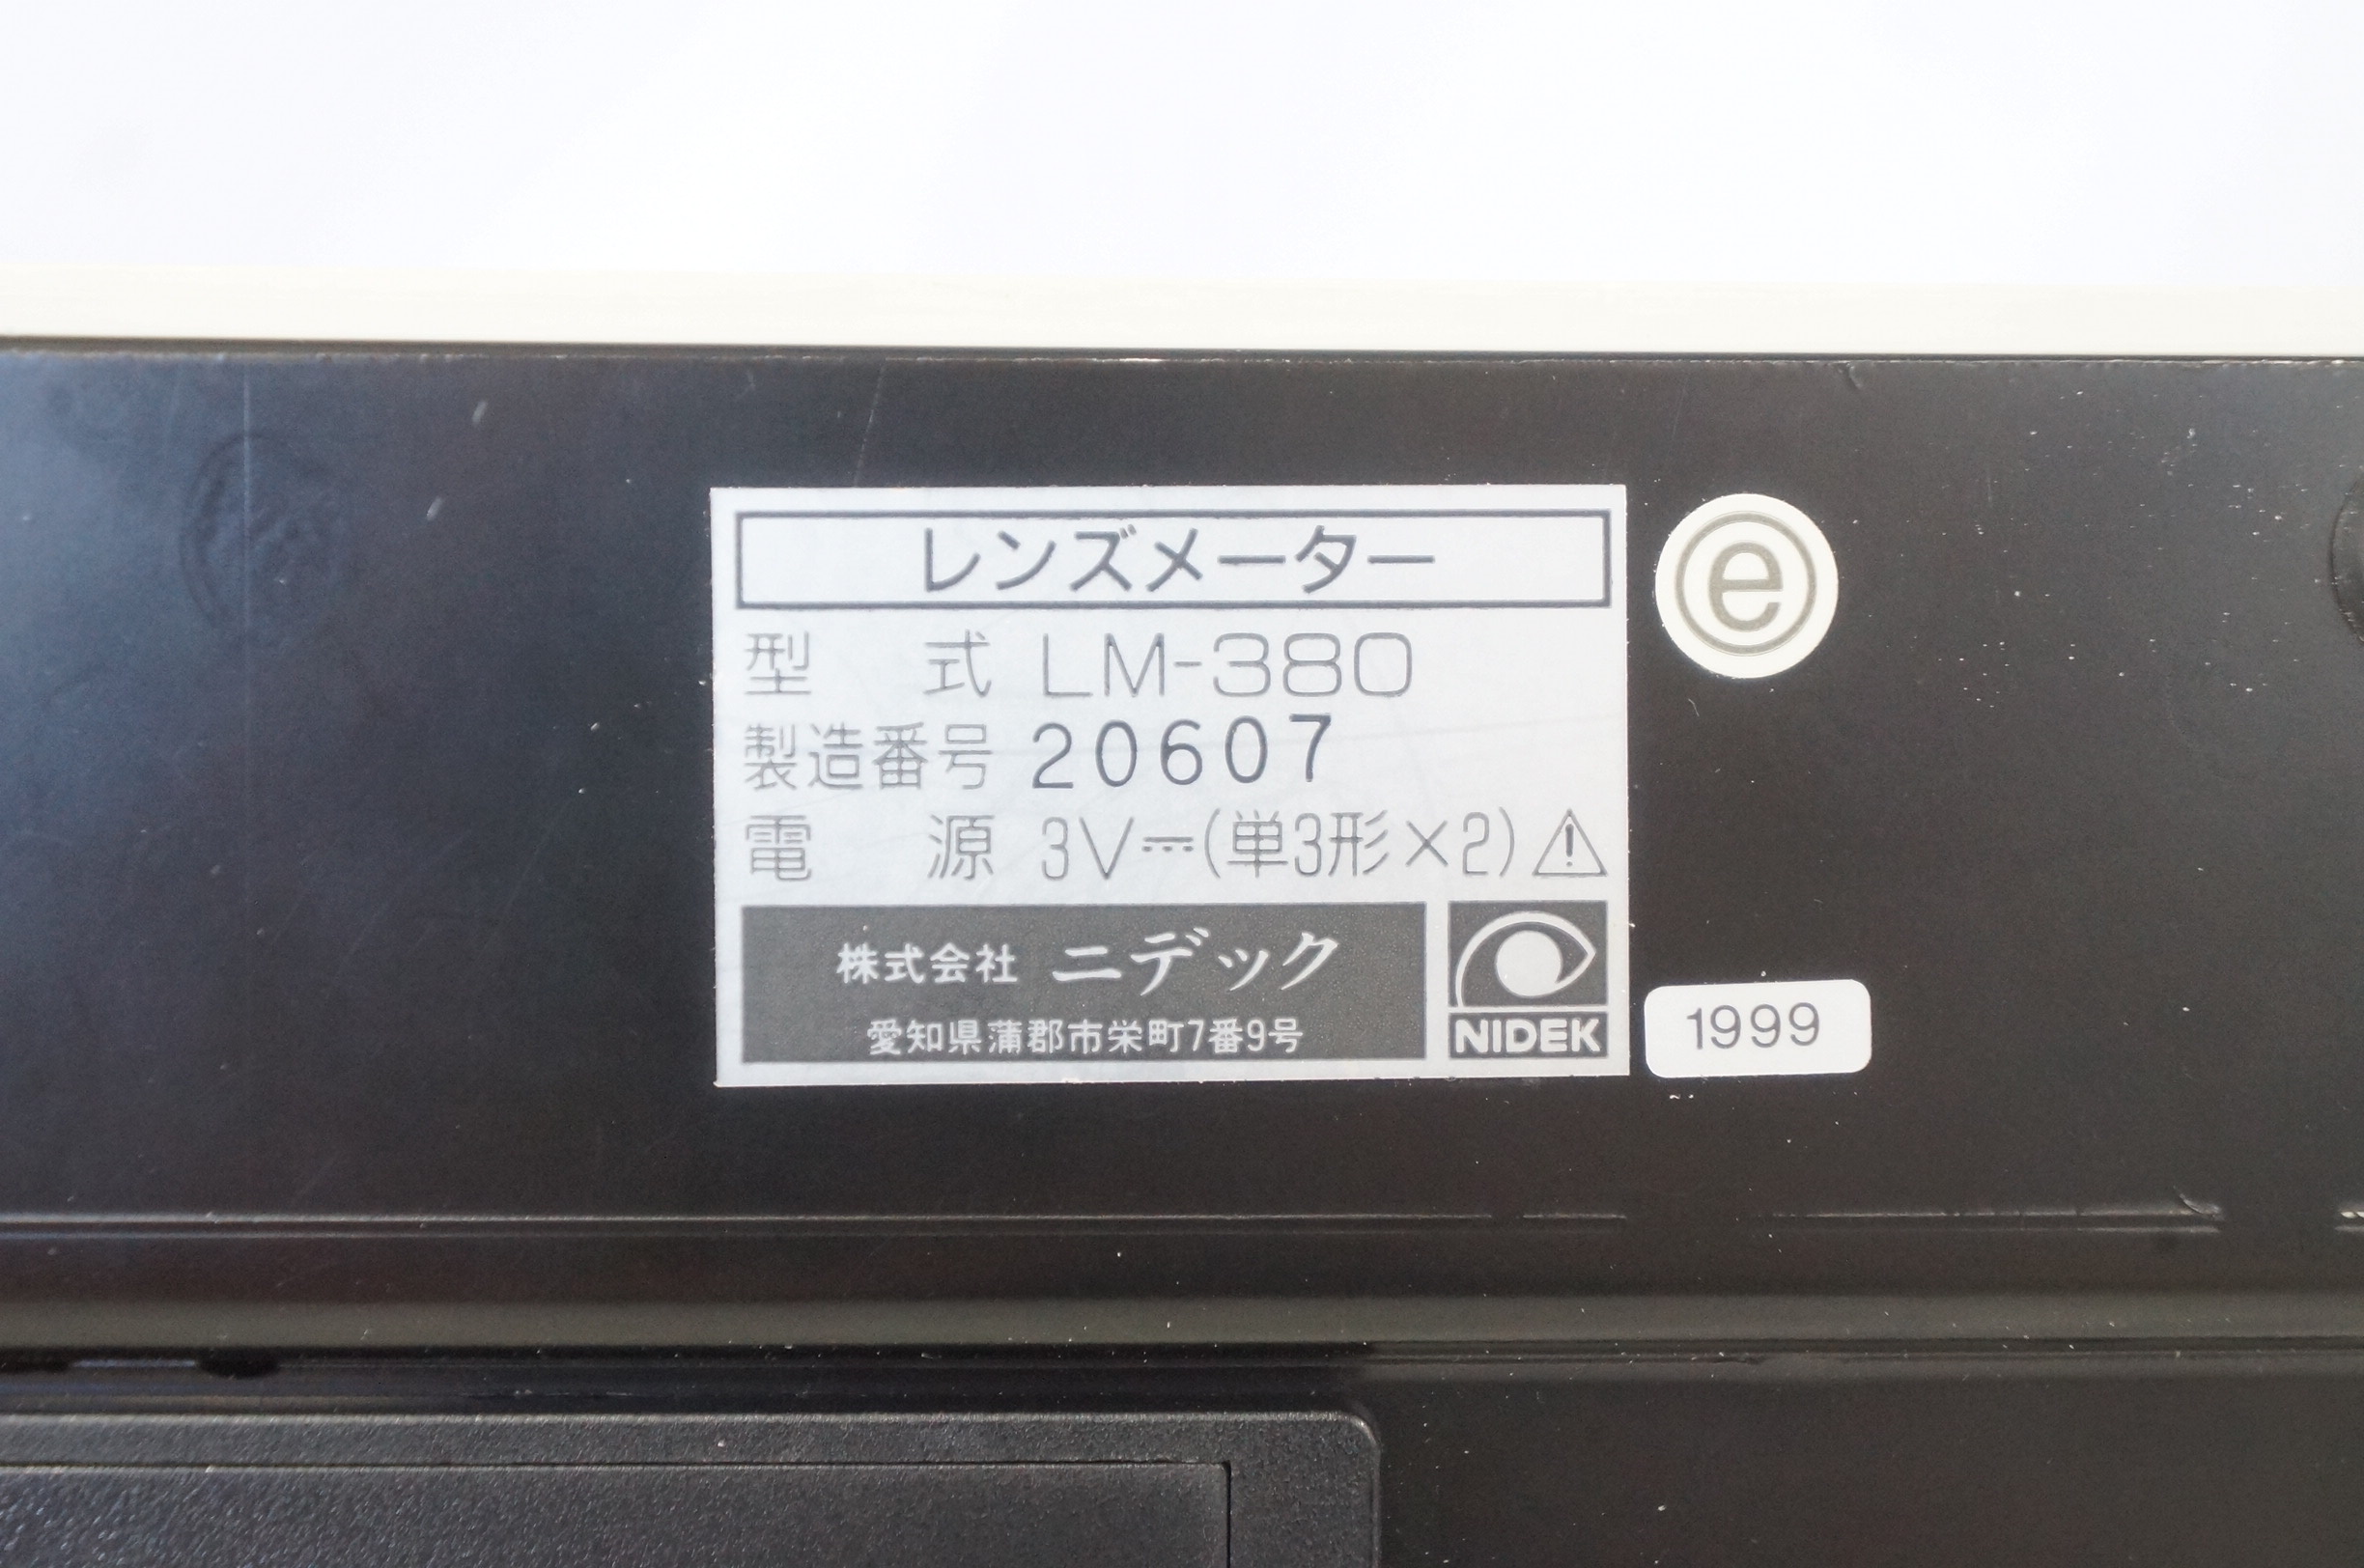 レンズメーター
e
型 式 LM-380
製造番号 20607
電 源 3V⎓(単3形×2)⚠
株式会社 ニデック
愛知県蒲郡市栄町7番9号
NIDEK
1999